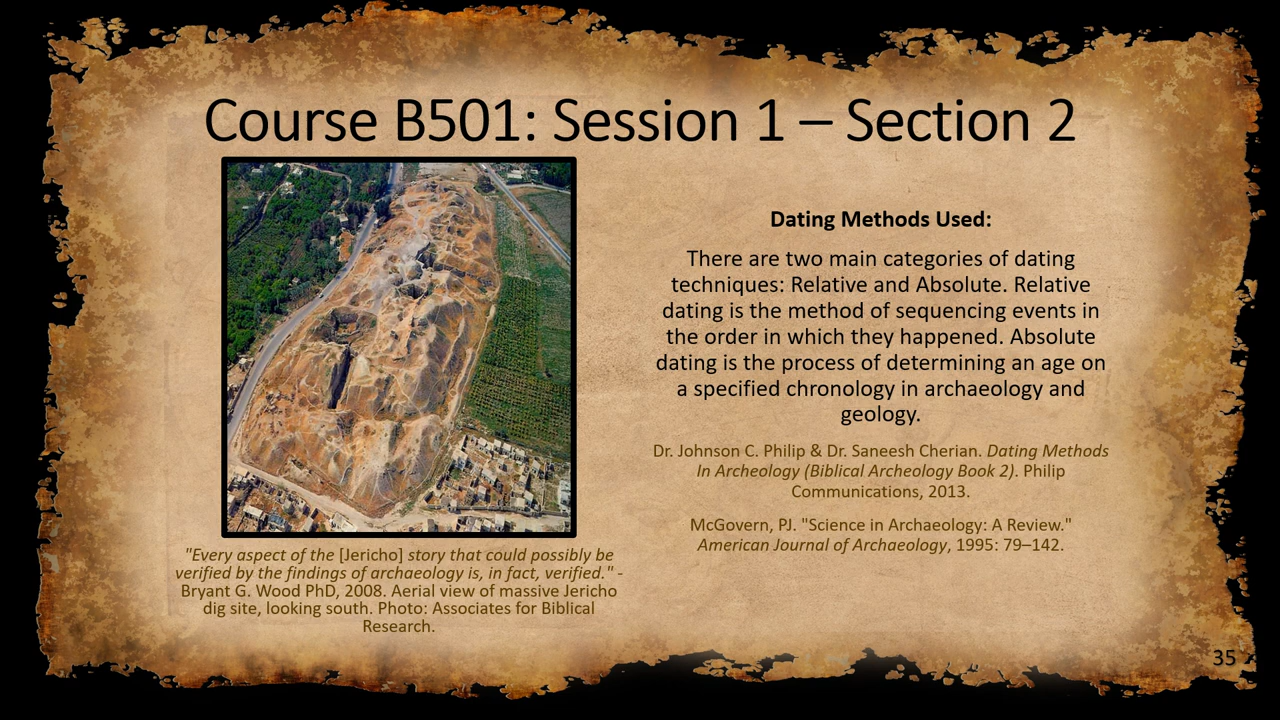 Course B501: Session 1 – Section 2
Dating Methods Used:
There are two main categories of dating
techniques: Relative and Absolute. Relative
dating is the method of sequencing events in
the order in which they happened. Absolute
dating is the process of determining an age on
a specified chronology in archaeology and
geology.
Dr. Johnson C. Philip & Dr. Saneesh Cherian. Dating Methods
In Archeology (Biblical Archeology Book 2). Philip
Communications, 2013.
McGovern, PJ. "Science in Archaeology: A Review."
American Journal of Archaeology, 1995: 79–142.
"Every aspect of the [Jericho] story that could possibly be
verified by the findings of archaeology is, in fact, verified." -
Bryant G. Wood PhD, 2008. Aerial view of massive Jericho
dig site, looking south. Photo: Associates for Biblical
Research.
35